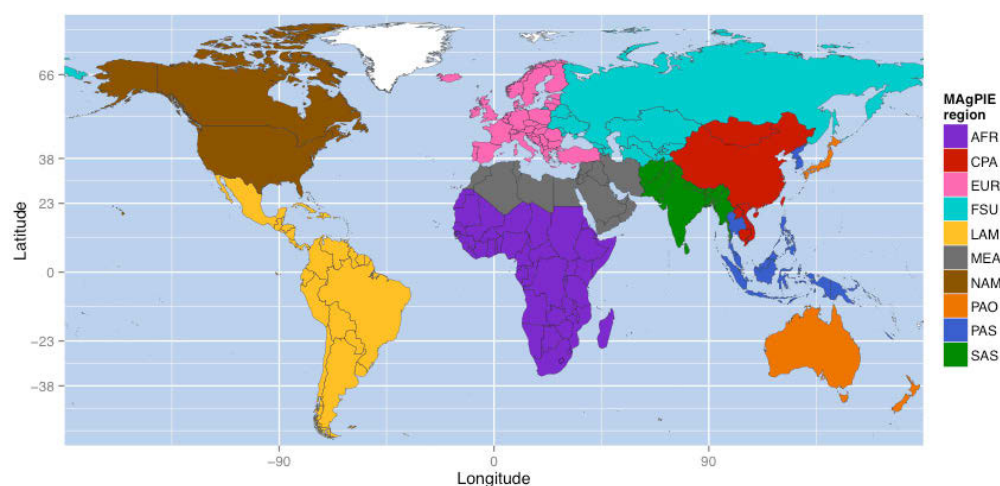 66
38
23
0
−23
−38
Latitude
−90
0
90
Longitude
MAgPIE
region
AFR
CPA
EUR
FSU
LAM
MEA
NAM
PAO
PAS
SAS